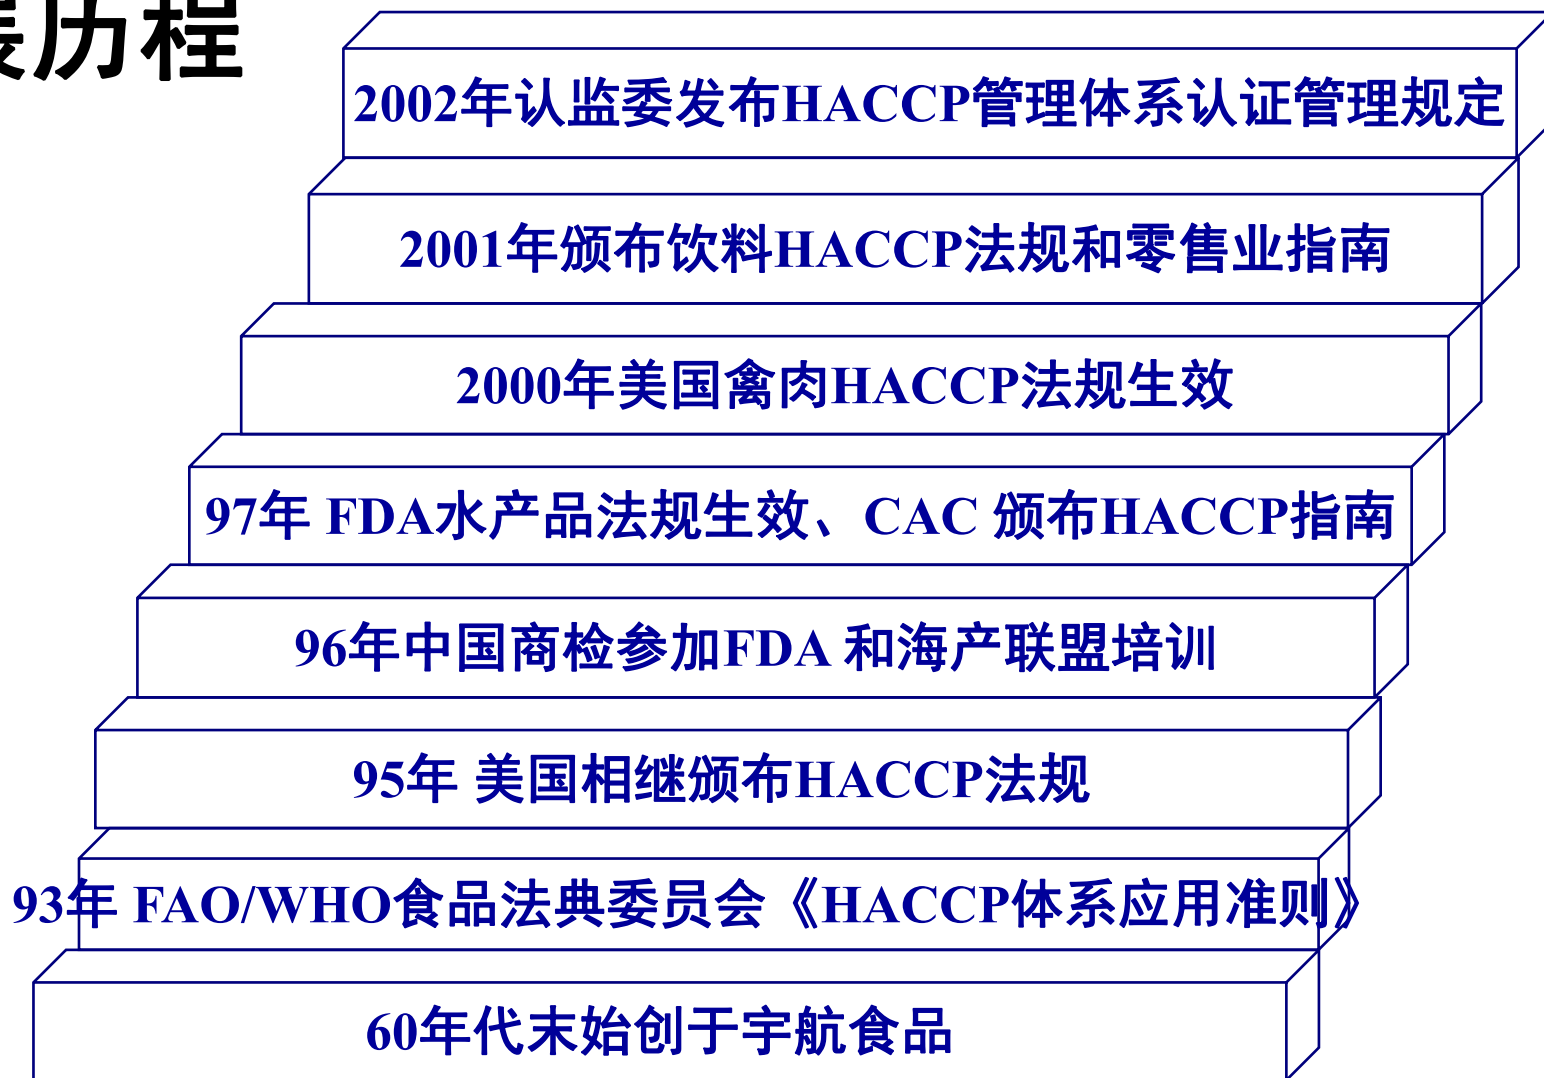 历程
2002年认监委发布HACCP管理体系认证管理规定
2001年颁布饮料HACCP法规和零售业指南
2000年美国禽肉HACCP法规生效
97年 FDA水产品法规生效、CAC 颁布HACCP指南
96年中国商检参加FDA 和海产联盟培训
95年 美国相继颁布HACCP法规
93年 FAO/WHO食品法典委员会《HACCP体系应用准则》
60年代末始创于宇航食品